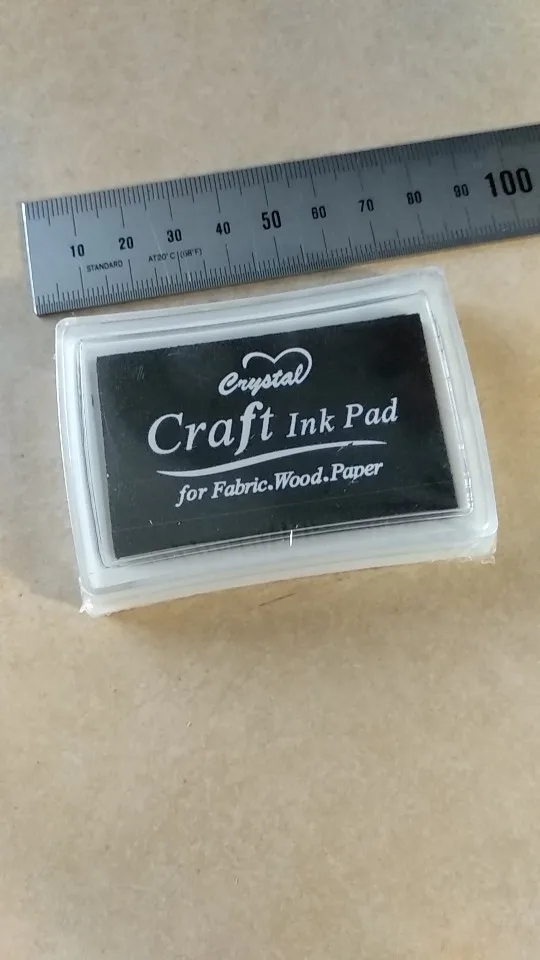 10 20 30 40 50 60 70 80 90 100
STANDARD AT20°C (68°F)
Crystal
Craft Ink Pad
for Fabric.Wood.Paper